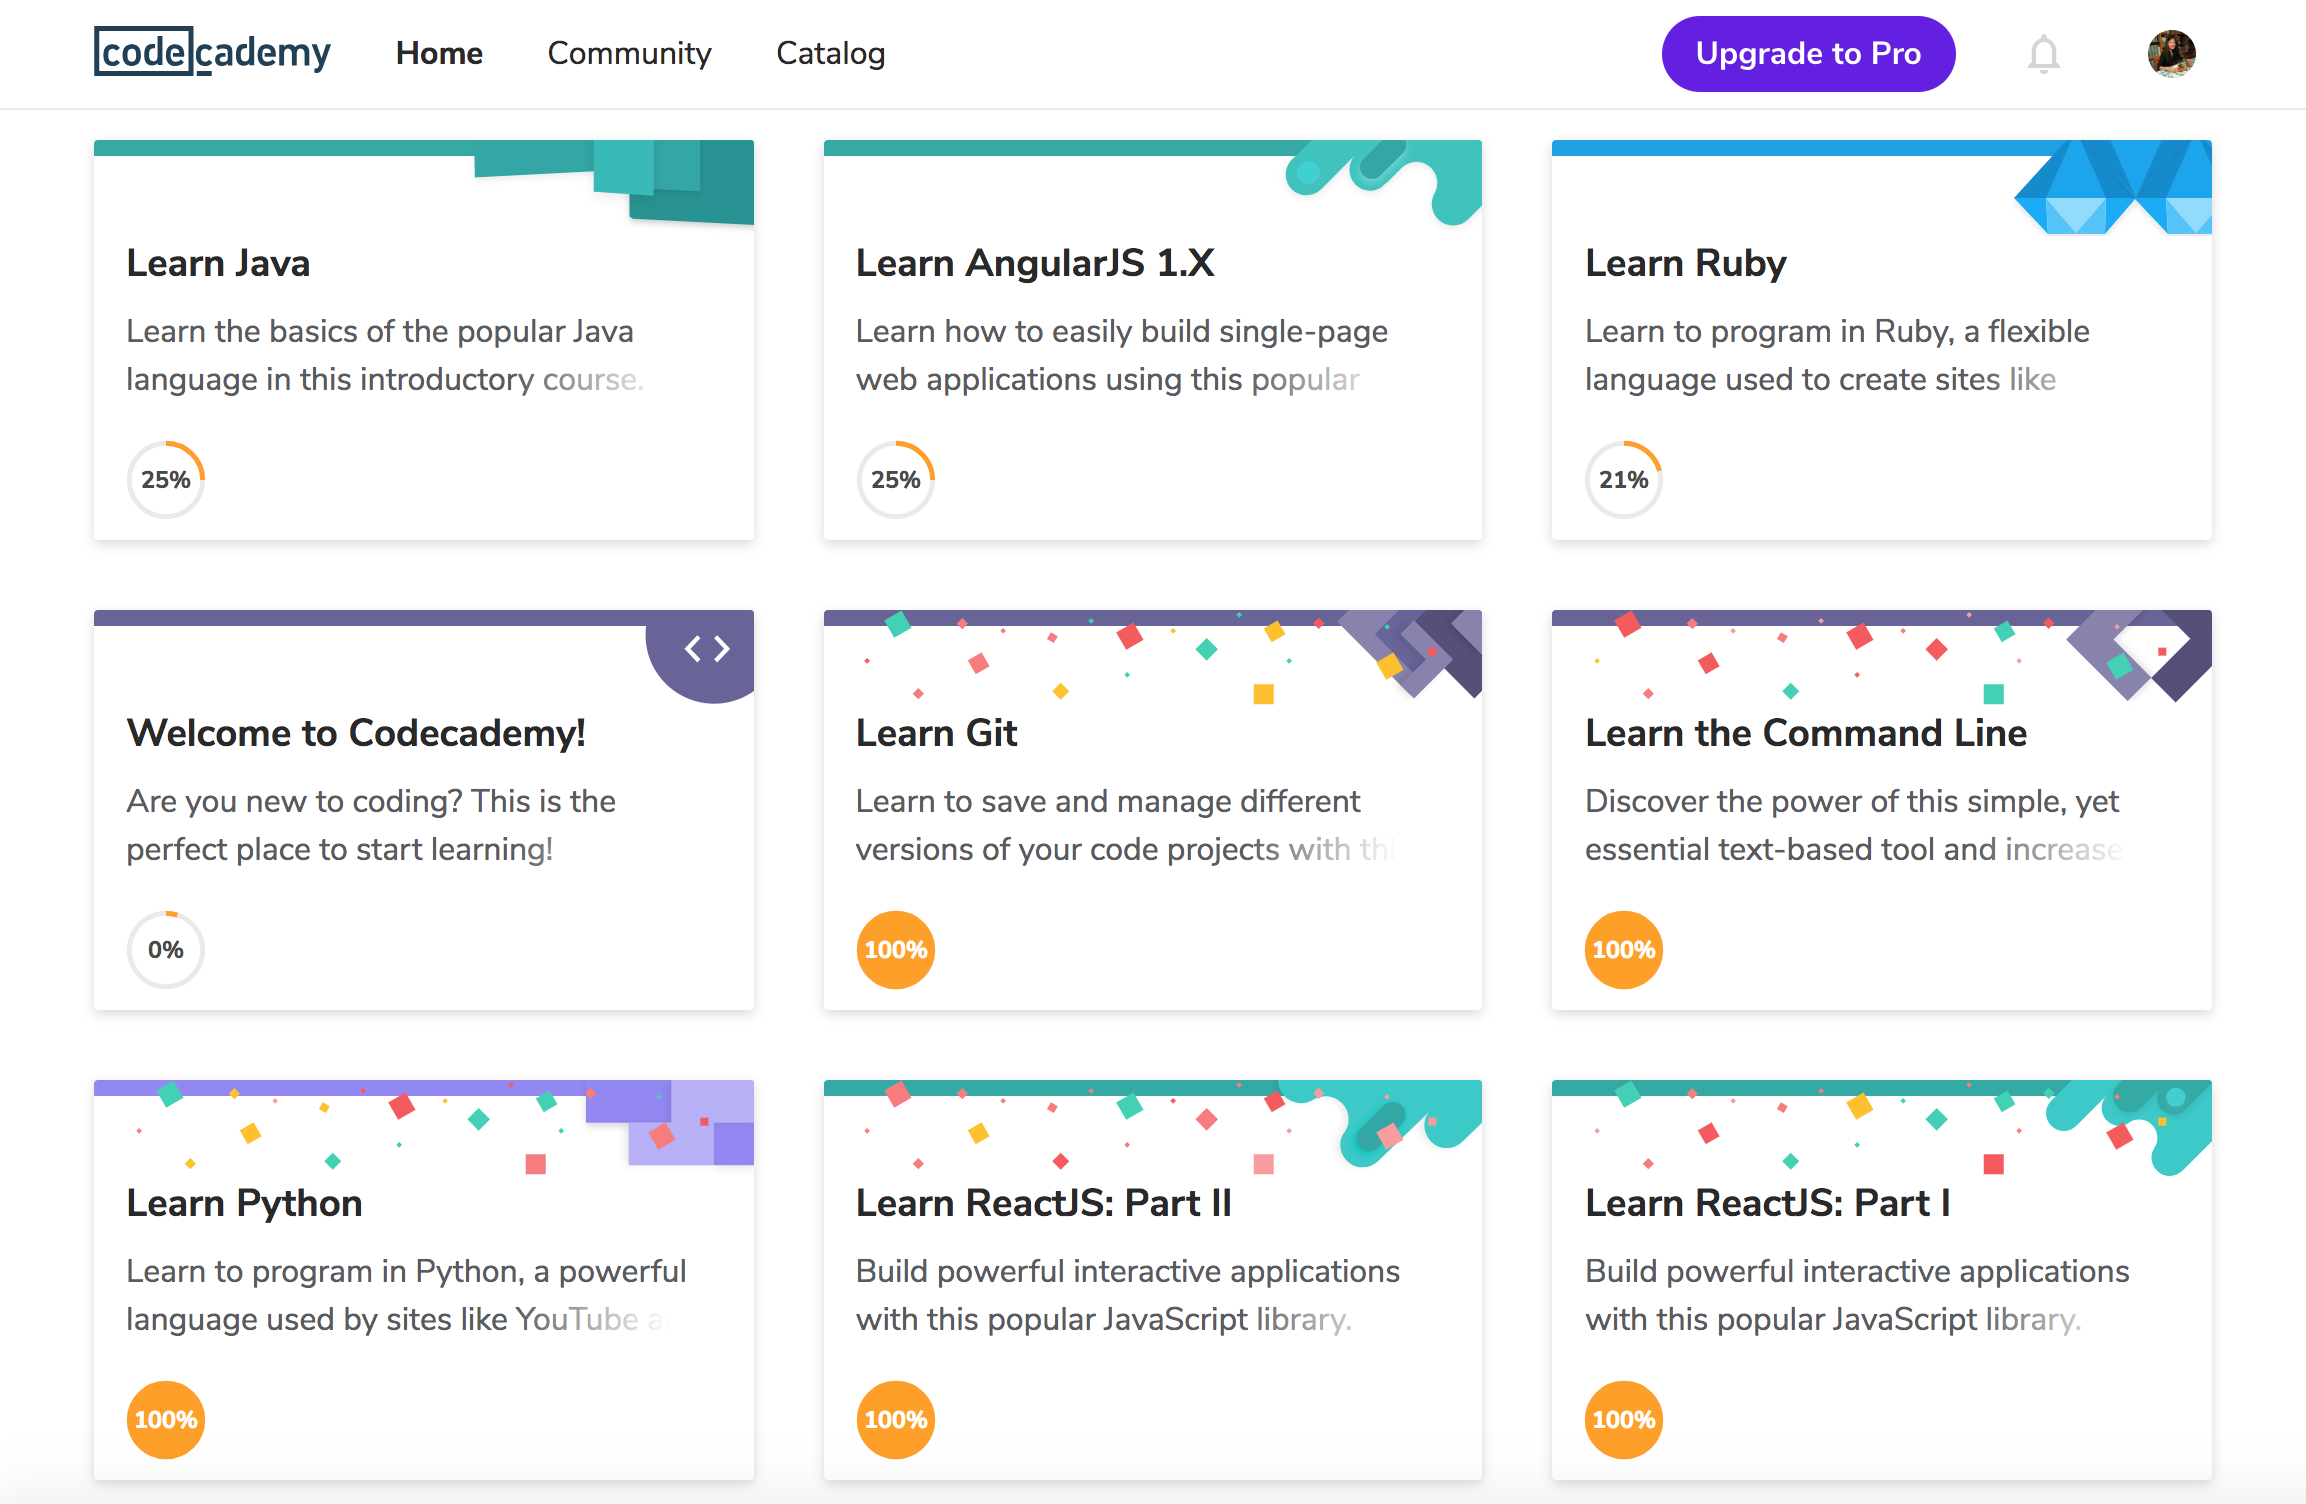 codecademy
Home
Community
Catalog
Upgrade to Pro
Learn Java
Learn the basics of the popular Java
language in this introductory course.
25%
Learn AngularJS 1.X
Learn how to easily build single-page
web applications using this popular
25%
Learn Ruby
Learn to program in Ruby, a flexible
language used to create sites like
21%
Welcome to Codecademy!
Are you new to coding? This is the
perfect place to start learning!
0%
Learn Git
Learn to save and manage different
versions of your code projects with thi
100%
Learn the Command Line
Discover the power of this simple, yet
essential text-based tool and increase
100%
Learn Python
Learn to program in Python, a powerful
language used by sites like YouTube a
100%
Learn ReactJS: Part II
Build powerful interactive applications
with this popular JavaScript library.
100%
Learn ReactJS: Part I
Build powerful interactive applications
with this popular JavaScript library.
100%